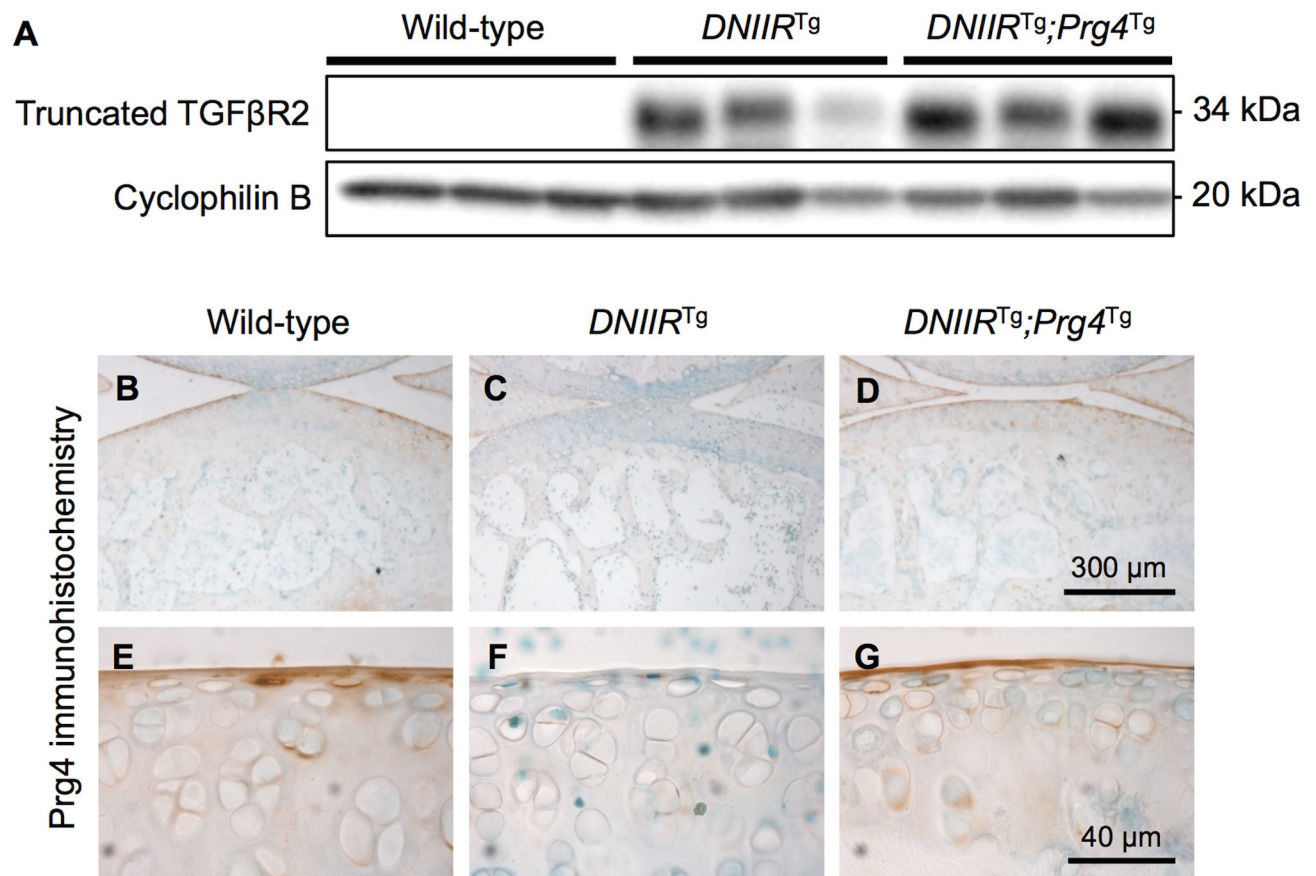 A
Wild-type DNIIRTg DNIIRTg;Prg4Tg
Truncated TGFβR2 34 kDa
Cyclophilin B 20 kDa
Wild-type DNIIRTg DNIIRTg;Prg4Tg
Prg4 immunohistochemistry
B C D
300 µm
E F G
40 µm